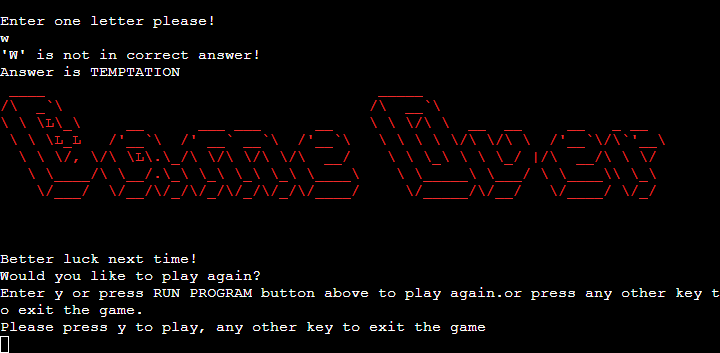 Enter one letter please!
w
'W' is not in correct answer!
Answer is TEMPTATION
Game Over
Better luck next time!
Would you like to play again?
Enter y or press RUN PROGRAM button above to play again.or press any other key t
o exit the game.
Please press y to play, any other key to exit the game